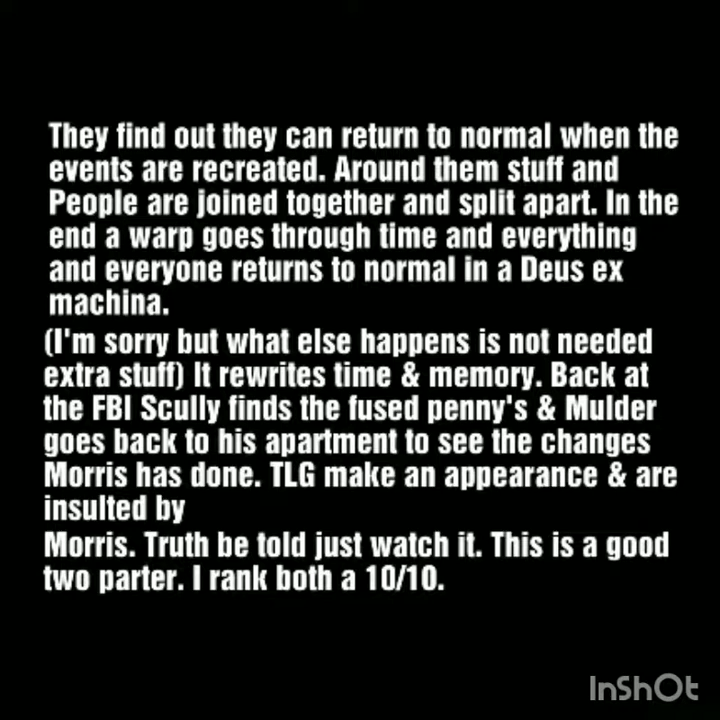 They find out they can return to normal when the
events are recreated. Around them stuff and
People are joined together and split apart. In the
end a warp goes through time and everything
and everyone returns to normal in a Deus ex
machina.
(I'm sorry but what else happens is not needed
extra stuff) It rewrites time & memory. Back at
the FBI Scully finds the fused penny's & Mulder
goes back to his apartment to see the changes
Morris has done. TLG make an appearance & are
insulted by
Morris. Truth be told just watch it. This is a good
two parter. I rank both a 10/10.
InShOt